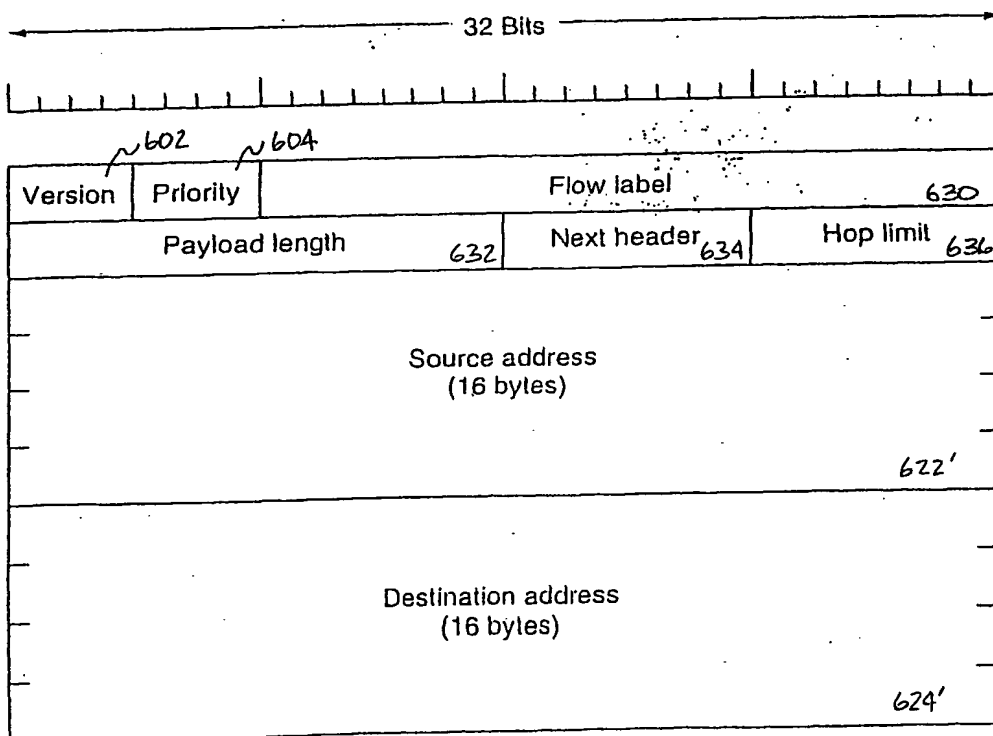 32 Bits
602 604
Version Priority Flow label 630
Payload length 632 Next header 634 Hop limit 636
Source address
(16 bytes)
622'
Destination address
(16 bytes)
624'